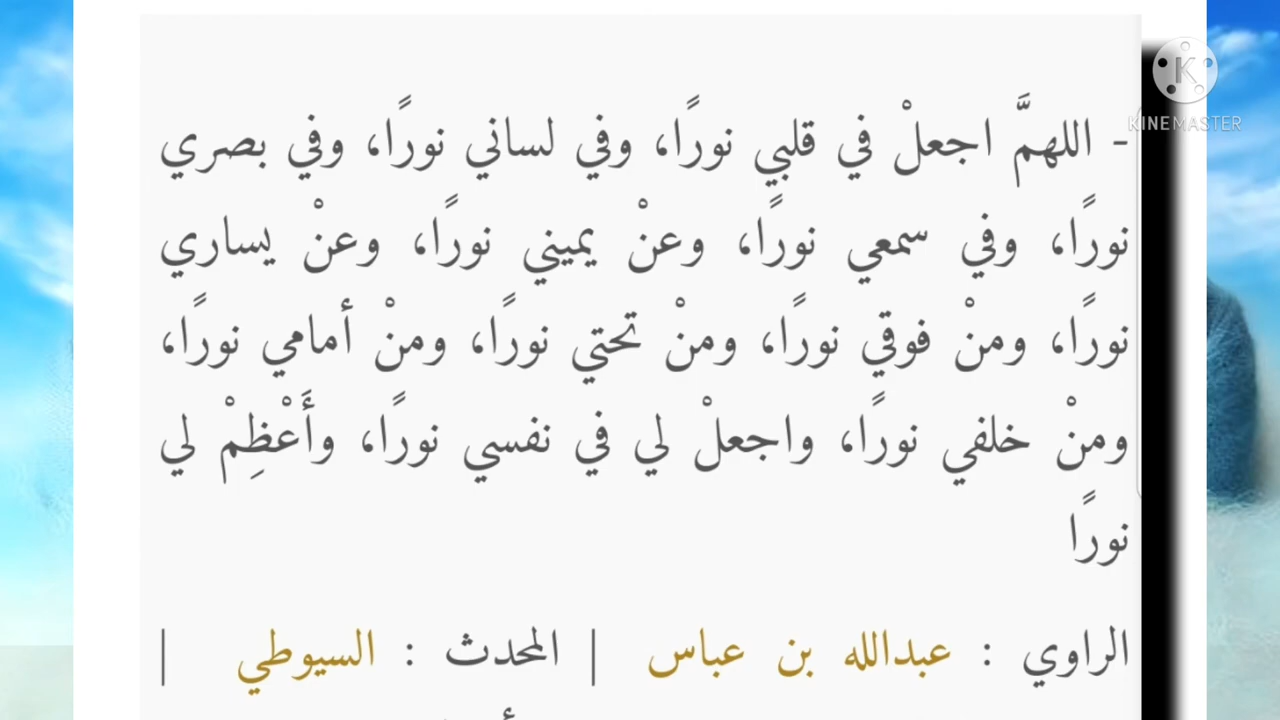 - اللهمَّ اجعلْ في قلبي نورًا، وفي لساني نورًا، وفي بصري
نورًا، وفي سمعي نورًا، وعنْ يميني نورًا، وعنْ يساري
نورًا، ومنْ فوقي نورًا، ومنْ تحتي نورًا، ومنْ أمامي نورًا،
ومنْ خلفي نورًا، واجعلْ لي في نفسي نورًا، وأَعْظِمْ لي
نورًا
الراوي : عبدالله بن عباس | المحدث : السيوطي |
K
KINEMASTER